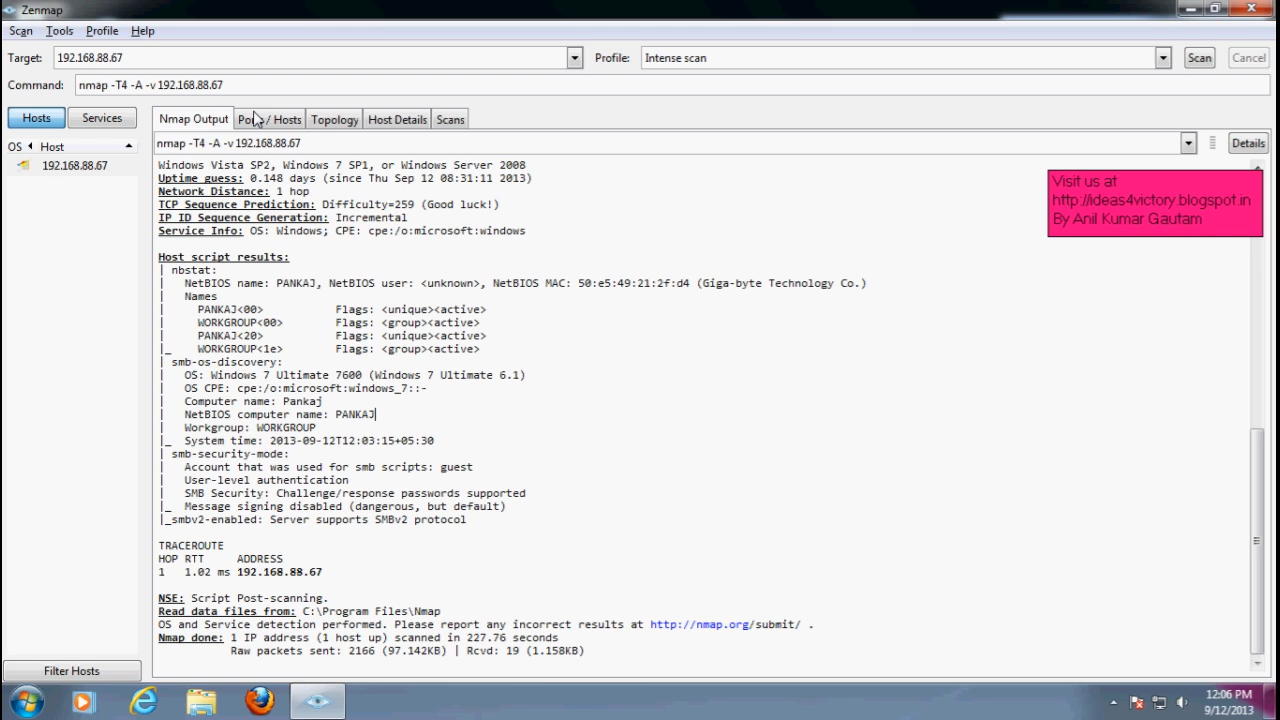 Zenmap
Scan Tools Profile Help
Target: 192.168.88.67 Profile: Intense scan Scan Cancel
Command: nmap -T4 -A -v 192.168.88.67
Hosts Services Nmap Output / Hosts Topology Host Details Scans
OS Host nmap -T4 -A -v 192.168.88.67 Details
192.168.88.67
Windows Vista SP2, Windows 7 SP1, or Windows Server 2008
Uptime guess: 0.148 days (since Thu Sep 12 08:31:11 2013)
Network Distance: 1 hop
TCP Sequence Prediction: Difficulty=259 (Good luck!)
IP ID Sequence Generation: Incremental
Service Info: OS: Windows; CPE: cpe:/o:microsoft:windows
Visit us at
http://ideas4victory.blogspot.in
By Anil Kumar Gautam
Host script results:
| nbstat:
|   NetBIOS name: PANKAJ, NetBIOS user: <unknown>, NetBIOS MAC: 50:e5:49:21:2f:d4 (Giga-byte Technology Co.)
|   Names
|     PANKAJ<00>           Flags: <unique><active>
|     WORKGROUP<00>        Flags: <group><active>
|     PANKAJ<20>           Flags: <unique><active>
|_    WORKGROUP<1e>        Flags: <group><active>
| smb-os-discovery:
|   OS: Windows 7 Ultimate 7600 (Windows 7 Ultimate 6.1)
|   OS CPE: cpe:/o:microsoft:windows_7::-
|   Computer name: Pankaj
|   NetBIOS computer name: PANKAJ
|   Workgroup: WORKGROUP
|_  System time: 2013-09-12T12:03:15+05:30
| smb-security-mode:
|   Account that was used for smb scripts: guest
|   User-level authentication
|   SMB Security: Challenge/response passwords supported
|_  Message signing disabled (dangerous, but default)
|_smbv2-enabled: Server supports SMBv2 protocol
TRACEROUTE
HOP RTT     ADDRESS
1   1.02 ms 192.168.88.67
NSE: Script Post-scanning.
Read data files from: C:\Program Files\Nmap
OS and Service detection performed. Please report any incorrect results at http://nmap.org/submit/ .
Nmap done: 1 IP address (1 host up) scanned in 227.76 seconds
Raw packets sent: 2166 (97.142KB) | Rcvd: 19 (1.158KB)
Filter Hosts
12:06 PM
9/12/2013